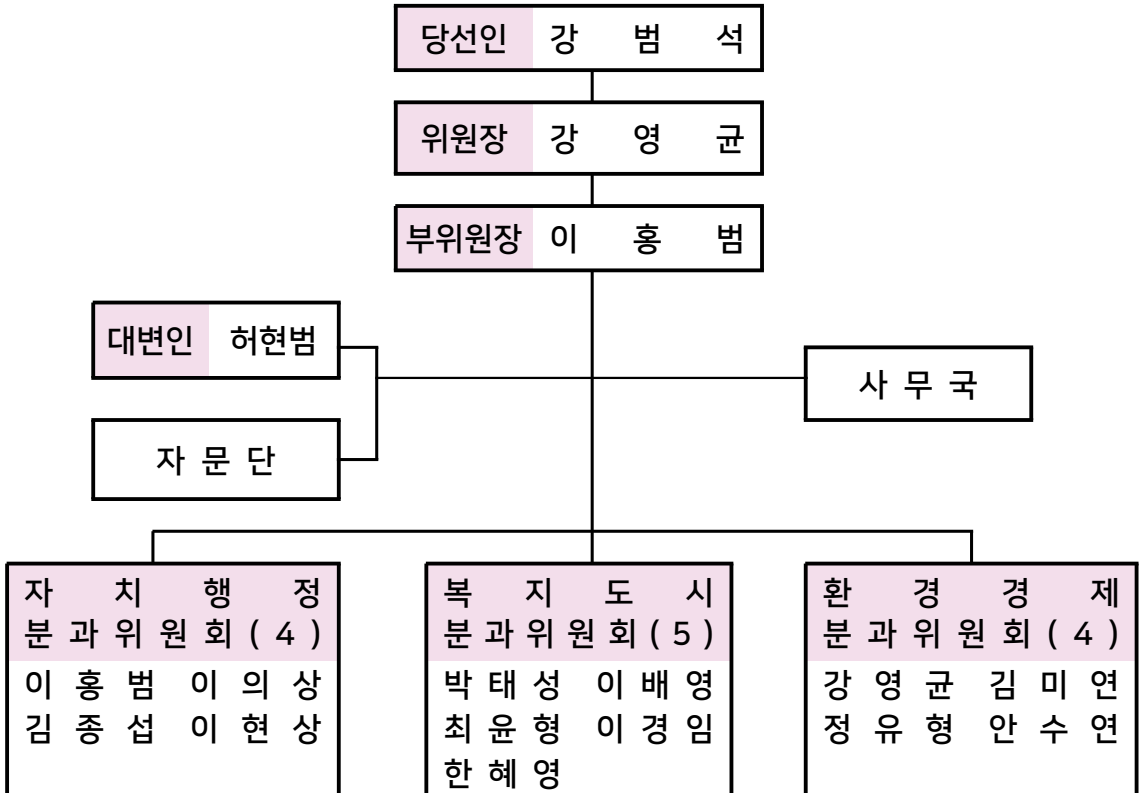 당선인 강 범 석
위원장 강 영 균
부위원장 이 홍 범
대변인 허현범
사 무 국
자 문 단
자 치 행 정
분 과 위 원 회 ( 4 )
이 홍 범 이 의 상
김 종 섭 이 현 상
복 지 도 시
분 과 위 원 회 ( 5 )
박 태 성 이 배 영
최 윤 형 이 경 임
한 혜 영
환 경 경 제
분 과 위 원 회 ( 4 )
강 영 균 김 미 연
정 유 형 안 수 연